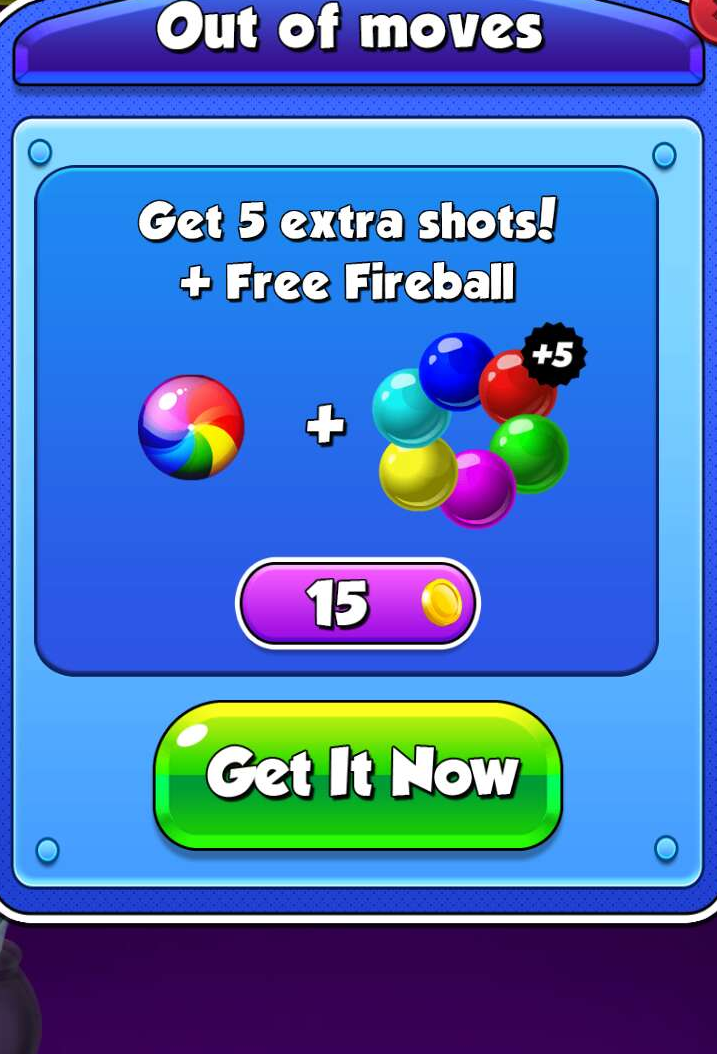 Out of moves
Get 5 extra shots!
+ Free Fireball
+5
+
15
Get It Now